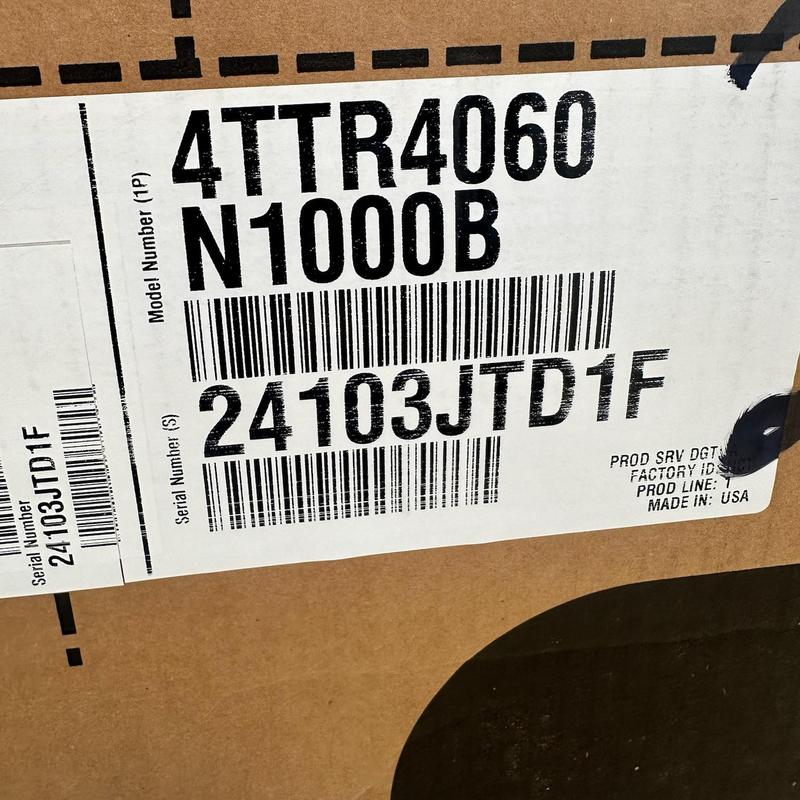 Model Number (1P)
4TTR4060
N1000B
Serial Number (S)
24103JTD1F
PROD SRV DGT:
FACTORY ID:
PROD LINE:
MADE IN: USA
Serial Number
24103JTD1F